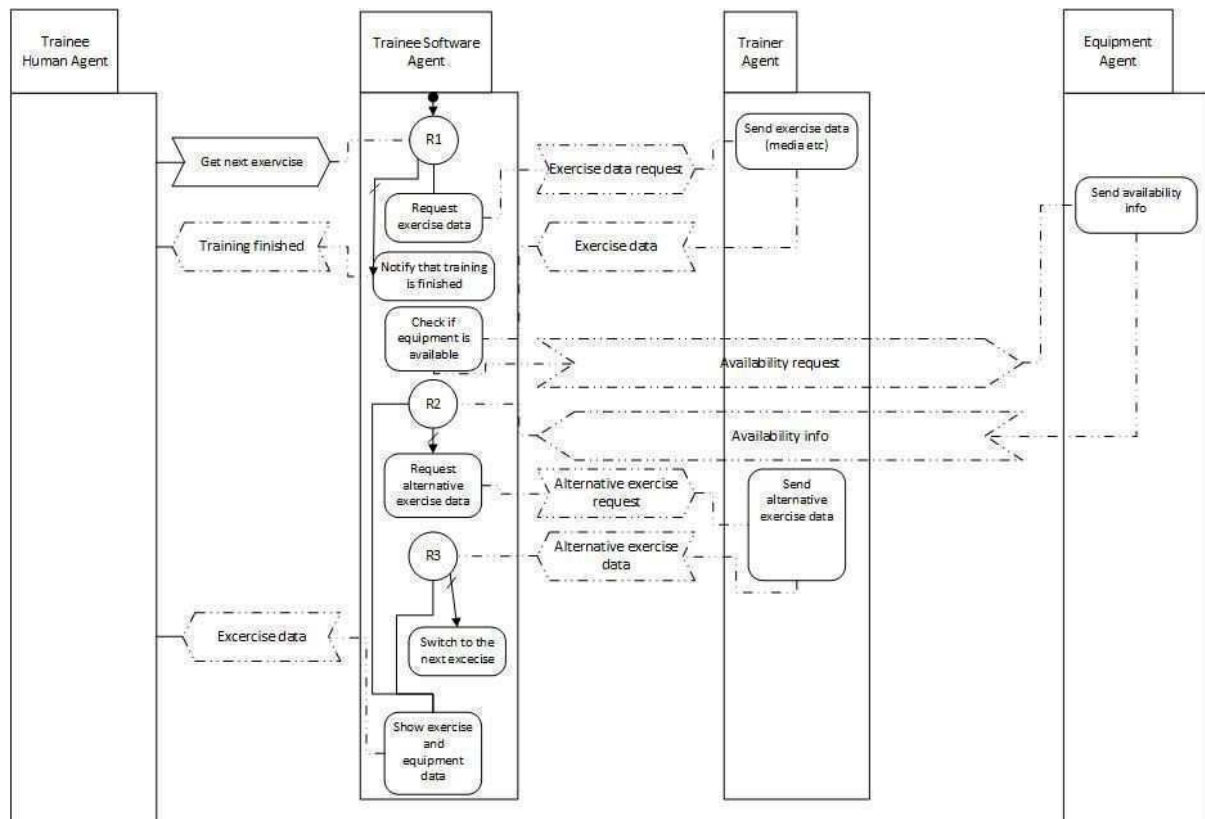 Trainee
Human Agent
Trainee Software
Agent
Trainer
Agent
Equipment
Agent
Get next exervcise
R1
Exercise data request
Send exercise data
(media etc)
Request
exercise data
Send availability
info
Training finished
Exercise data
Notify that training
is finished
Check if
equipment is
available
Availability request
R2
Availability info
Request
alternative
exercise data
Alternative exercise
request
Send
alternative
exercise data
R3
Alternative exercise
data
Excercise data
Switch to the
next excecise
Show exercise
and
equipment
data